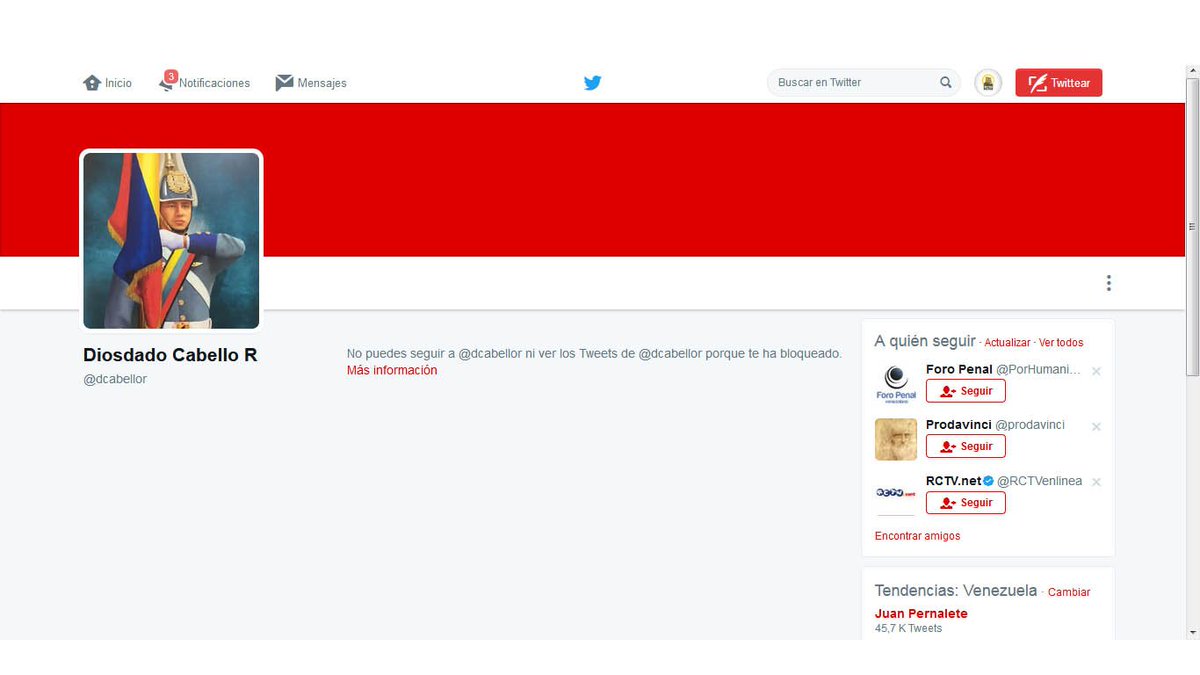 Inicio
3
Notificaciones
Mensajes
Buscar en Twitter
Twittear
Diosdado Cabello R
@dcabellor
No puedes seguir a @dcabellor ni ver los Tweets de @dcabellor porque te ha bloqueado.
Más información
A quién seguir · Actualizar · Ver todos
Foro Penal @PorHumani...
Foro Penal
Seguir
Prodavinci @prodavinci
Seguir
RCTV.net @RCTVenlinea
Seguir
Encontrar amigos
Tendencias: Venezuela · Cambiar
Juan Pernalete
45,7 K Tweets